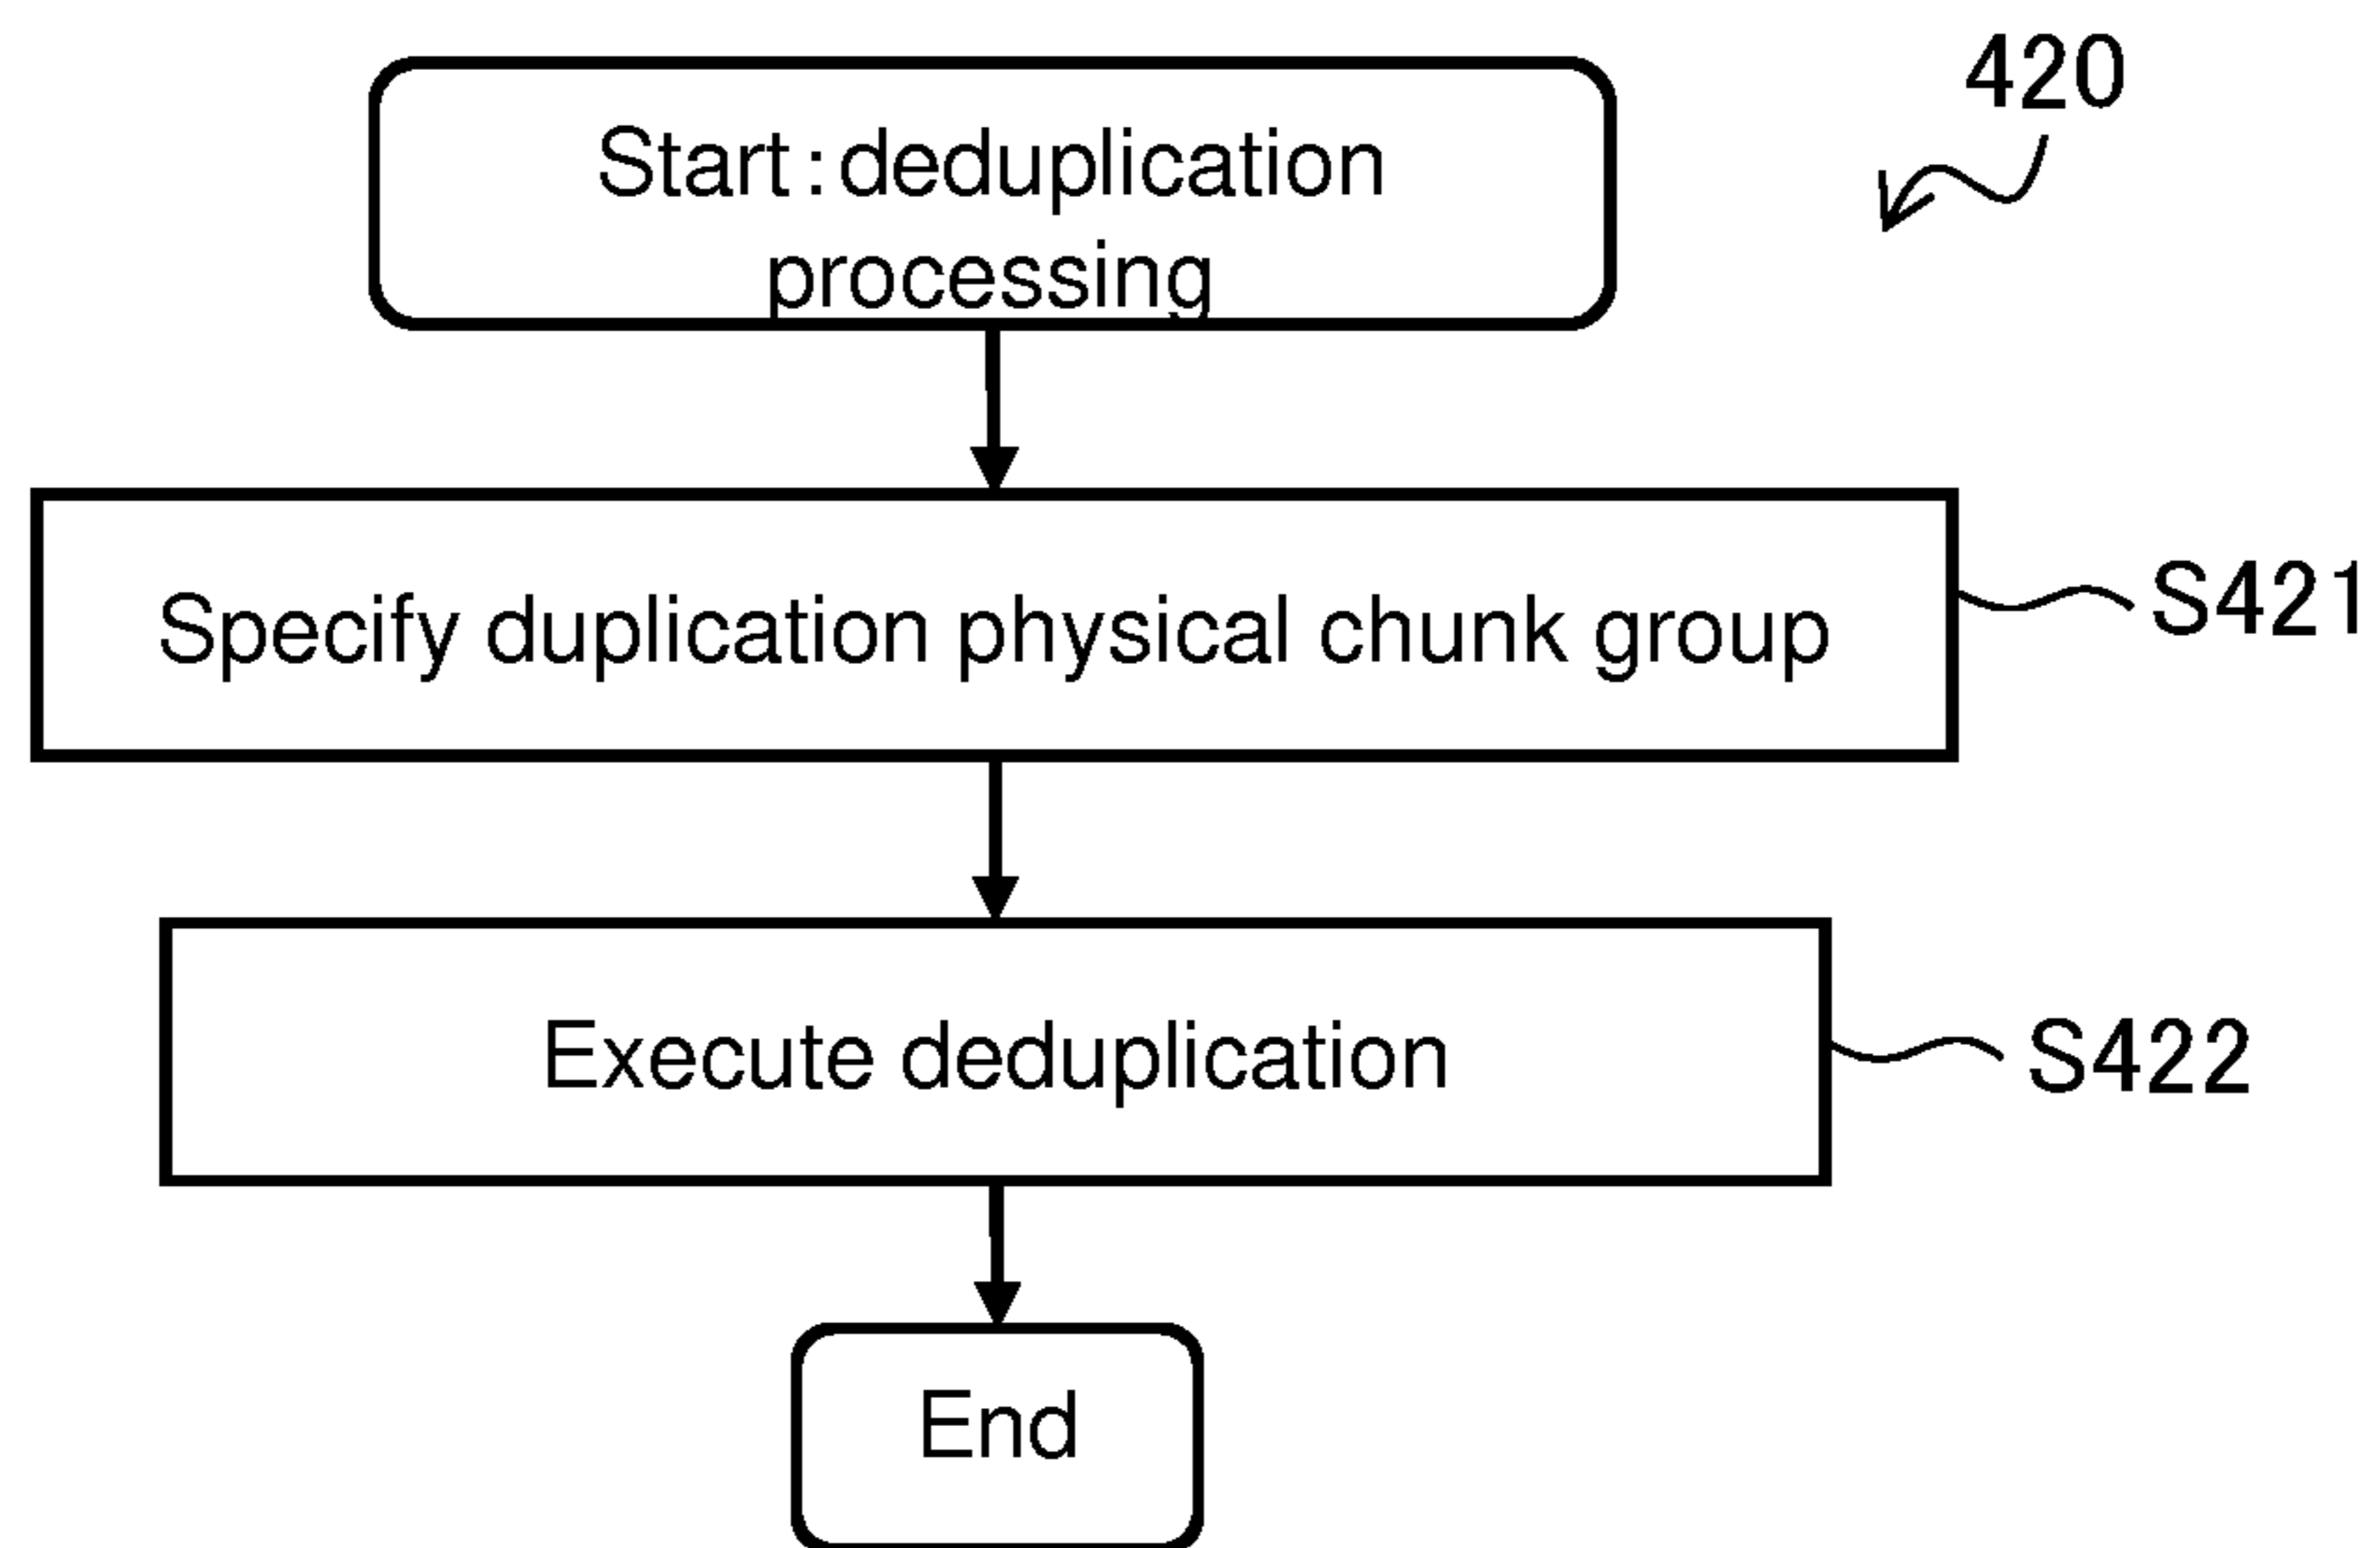 420
Start:deduplication
processing
Specify duplication physical chunk group
S421
Execute deduplication
S422
End